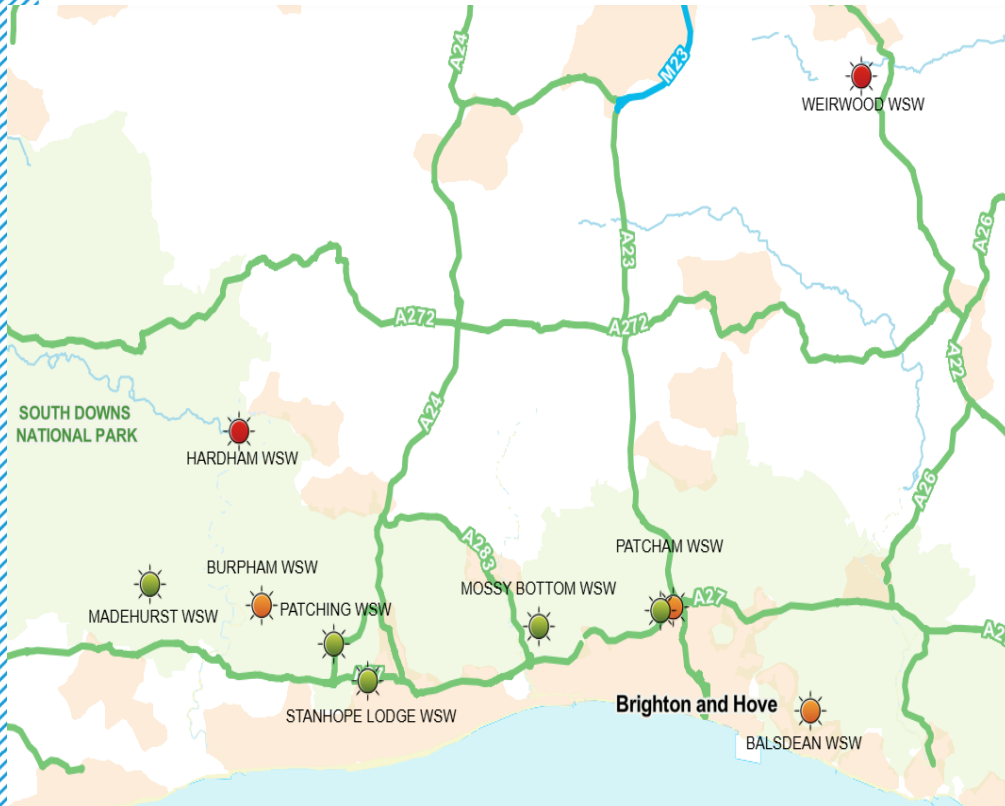 A24
M23
WEIRWOOD WSW
A23
A26
A272
A272
A22
SOUTH DOWNS
NATIONAL PARK
A24
HARDHAM WSW
A26
A283
PATCHAM WSW
BURPHAM WSW
MOSSY BOTTOM WSW
MADEHURST WSW
PATCHING WSW
A27
STANHOPE LODGE WSW
Brighton and Hove
BALSDEAN WSW